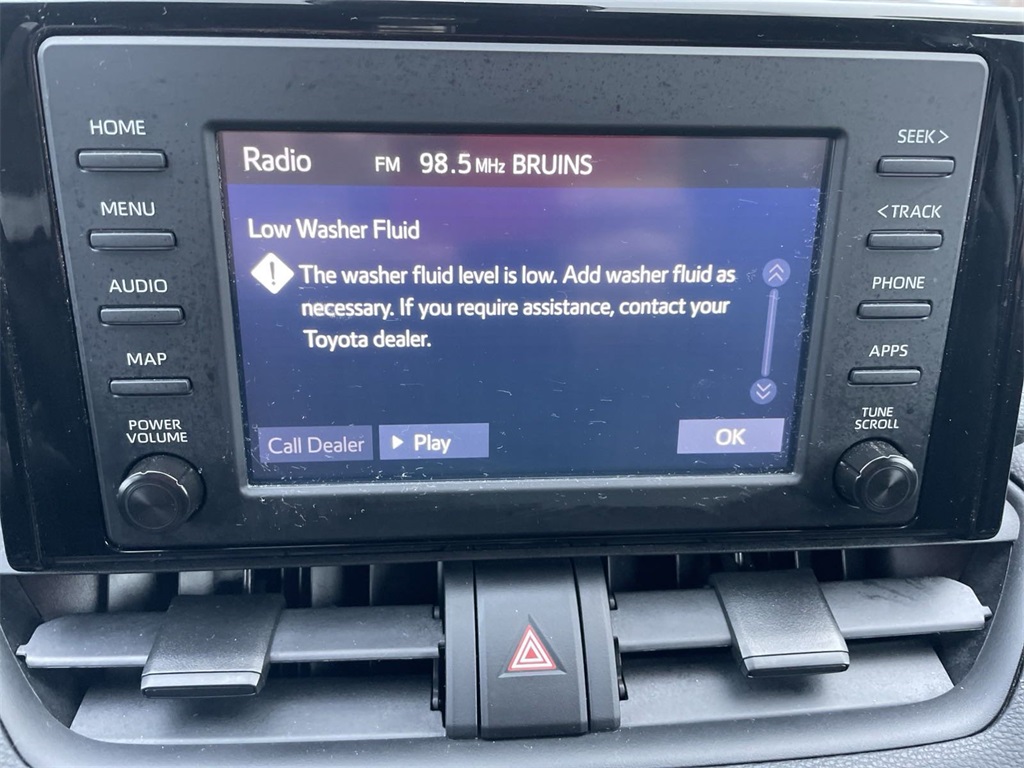 HOME
MENU
AUDIO
MAP
POWER
VOLUME
Radio FM 98.5 MHz BRUINS
Low Washer Fluid
! The washer fluid level is low. Add washer fluid as
necessary. If you require assistance, contact your
Toyota dealer.
Call Dealer Play OK
SEEK >
< TRACK
PHONE
APPS
TUNE
SCROLL